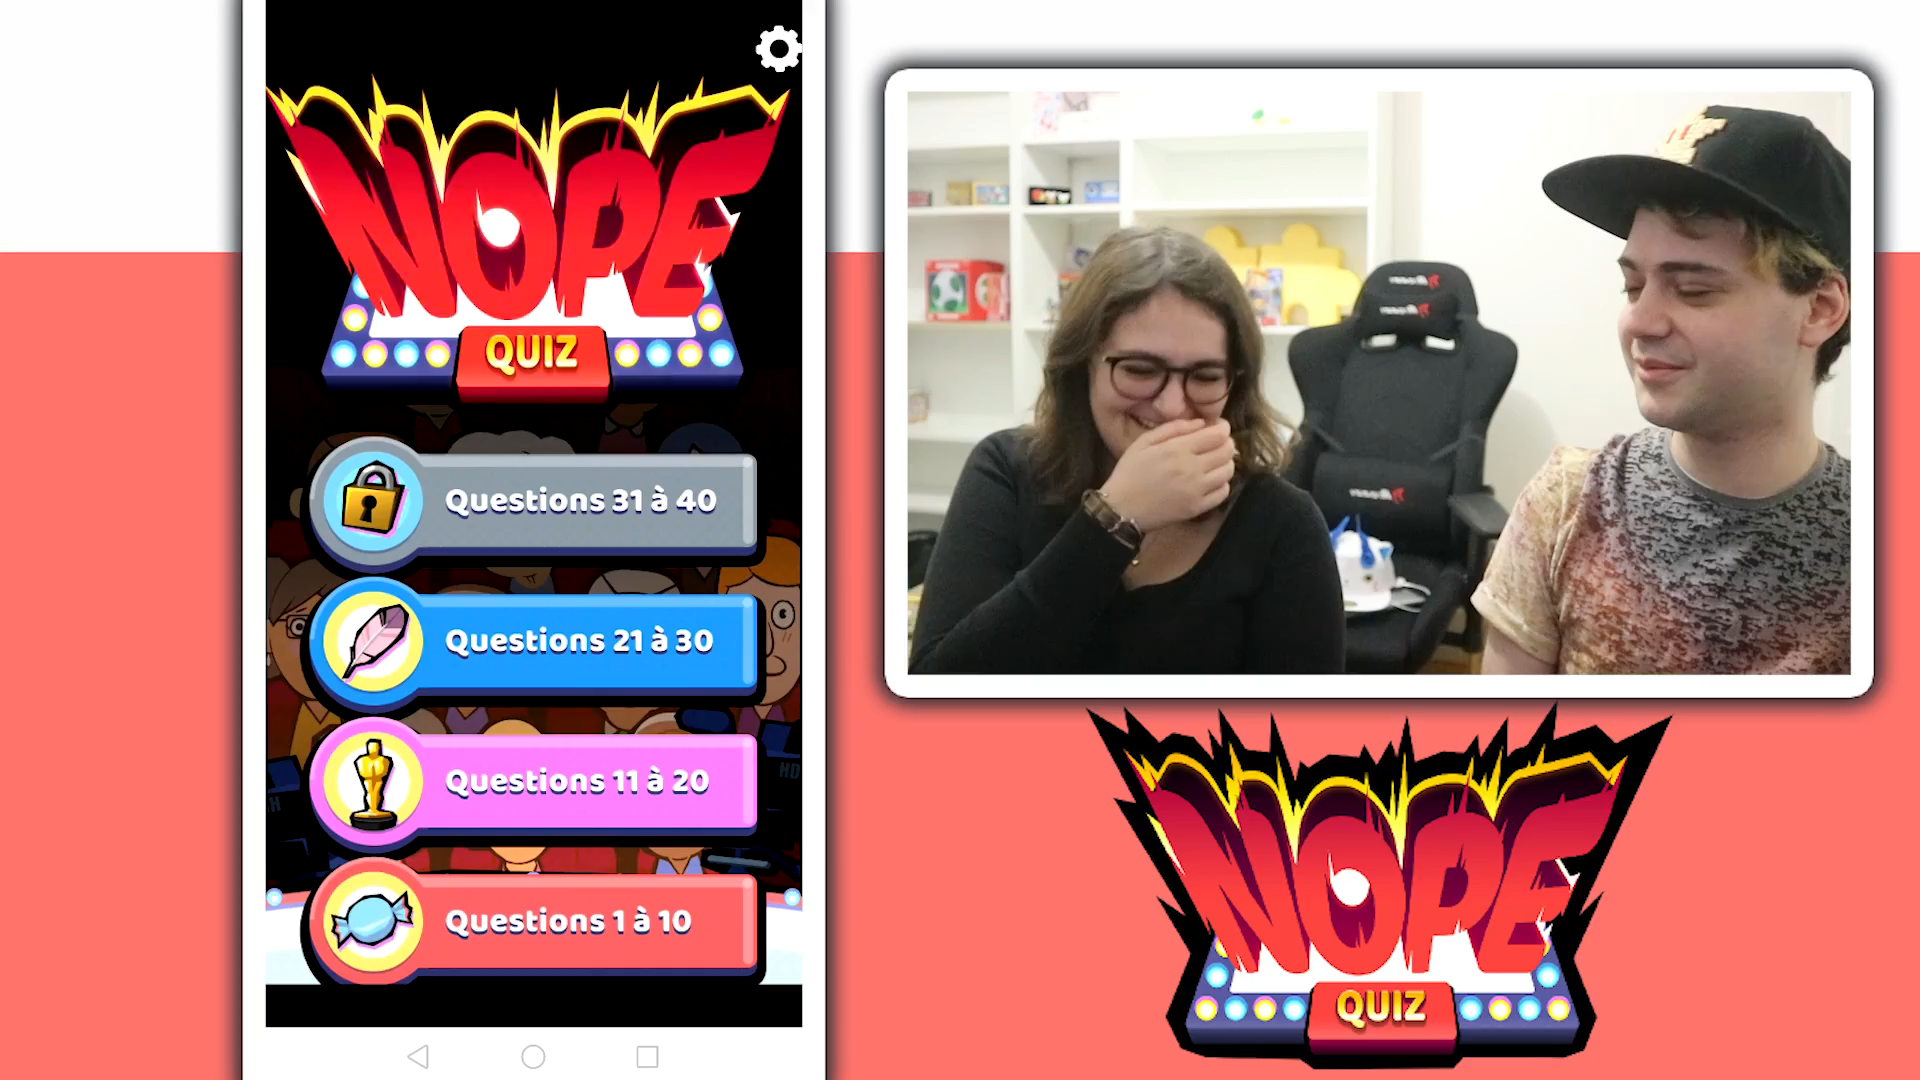 NOPE
QUIZ
Questions 31 à 40
Questions 21 à 30
Questions 11 à 20
Questions 1 à 10
NOPE
QUIZ